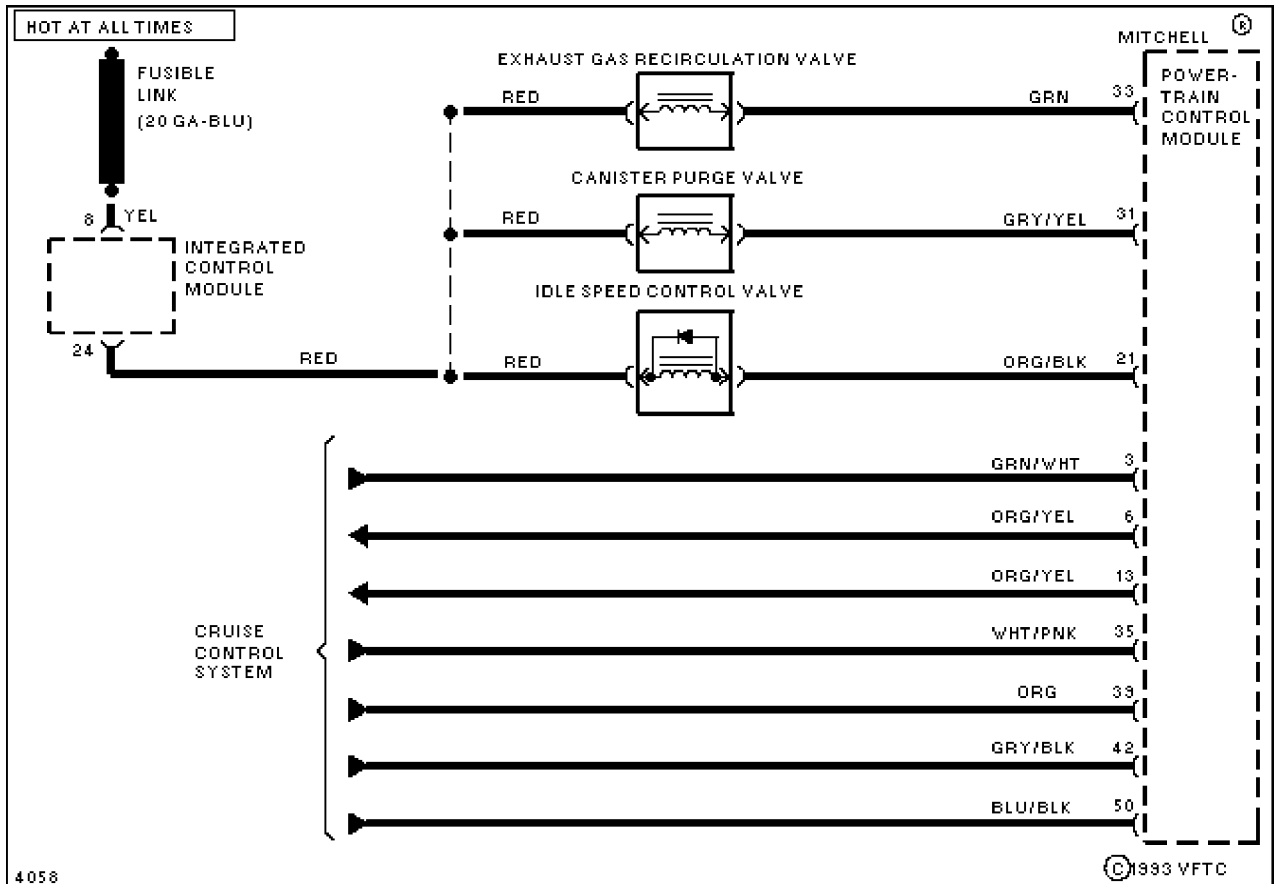 HOT AT ALL TIMES
FUSIBLE
LINK
(20 GA-BLU)
8 YEL
INTEGRATED
CONTROL
MODULE
24
RED
EXHAUST GAS RECIRCULATION VALVE
RED
GRN 33
CANISTER PURGE VALVE
RED
GRY/YEL 31
IDLE SPEED CONTROL VALVE
RED
ORG/BLK 21
MITCHELL ®
POWER-
TRAIN
CONTROL
MODULE
CRUISE
CONTROL
SYSTEM
GRN/WHT 3
ORG/YEL 6
ORG/YEL 13
WHT/PNK 35
ORG 39
GRY/BLK 42
BLU/BLK 50
4058
©1993 VFTC